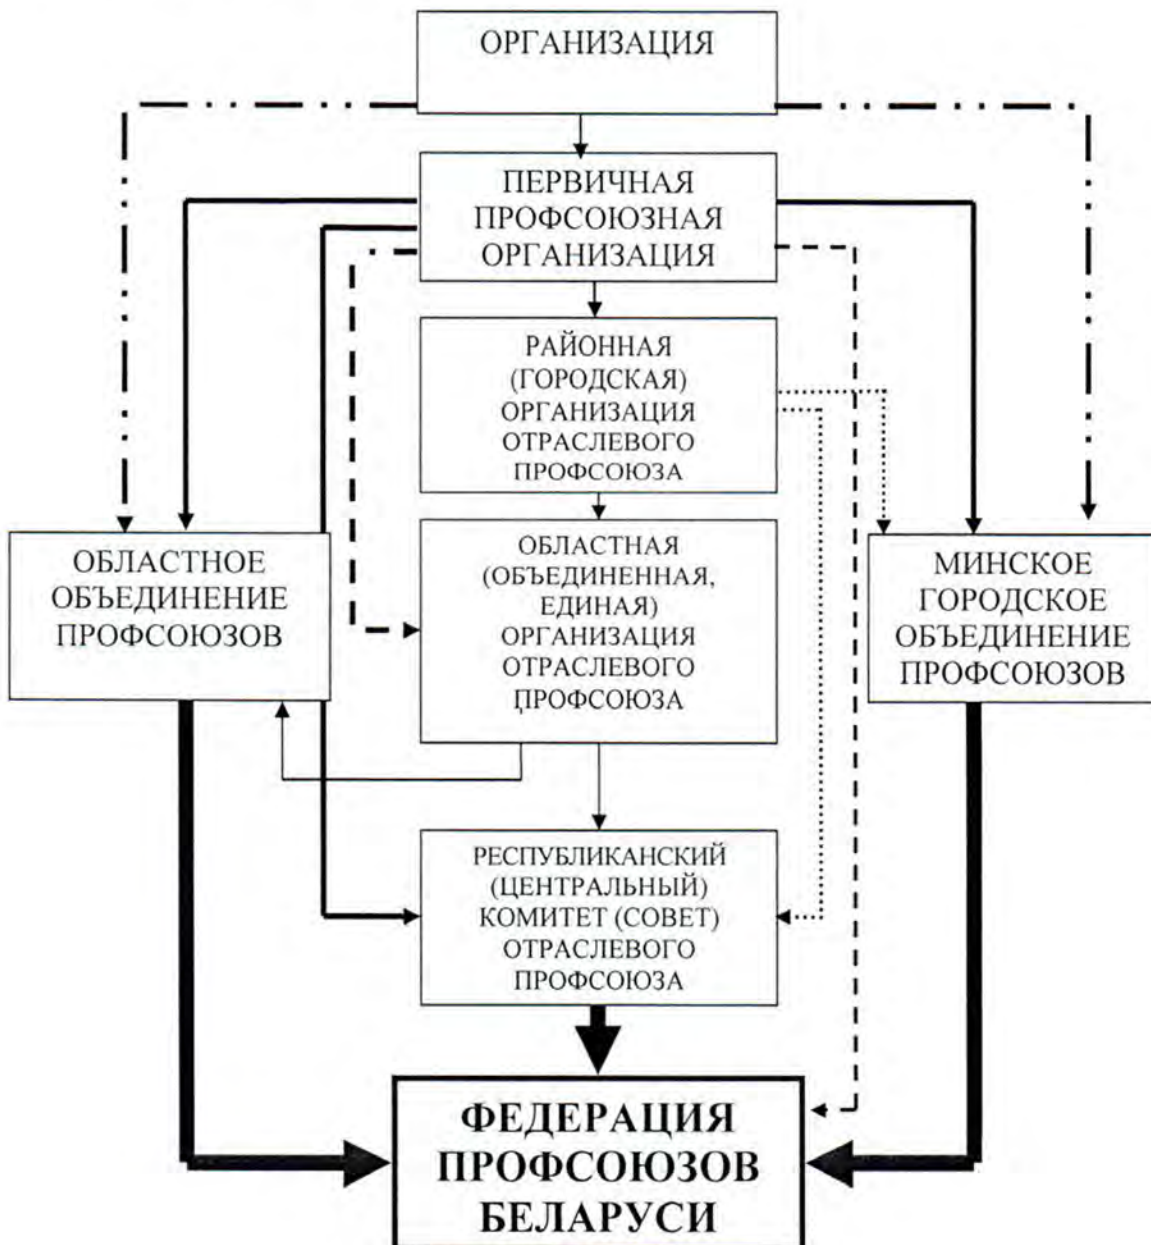 ОРГАНИЗАЦИЯ
ПЕРВИЧНАЯ
ПРОФСОЮЗНАЯ
ОРГАНИЗАЦИЯ
РАЙОННАЯ
(ГОРОДСКАЯ)
ОРГАНИЗАЦИЯ
ОТРАСЛЕВОГО
ПРОФСОЮЗА
ОБЛАСТНОЕ
ОБЪЕДИНЕНИЕ
ПРОФСОЮЗОВ
ОБЛАСТНАЯ
(ОБЪЕДИНЕННАЯ,
ЕДИНАЯ)
ОРГАНИЗАЦИЯ
ОТРАСЛЕВОГО
ПРОФСОЮЗА
МИНСКОЕ
ГОРОДСКОЕ
ОБЪЕДИНЕНИЕ
ПРОФСОЮЗОВ
РЕСПУБЛИКАНСКИЙ
(ЦЕНТРАЛЬНЫЙ)
КОМИТЕТ (СОВЕТ)
ОТРАСЛЕВОГО
ПРОФСОЮЗА
ФЕДЕРАЦИЯ
ПРОФСОЮЗОВ
БЕЛАРУСИ